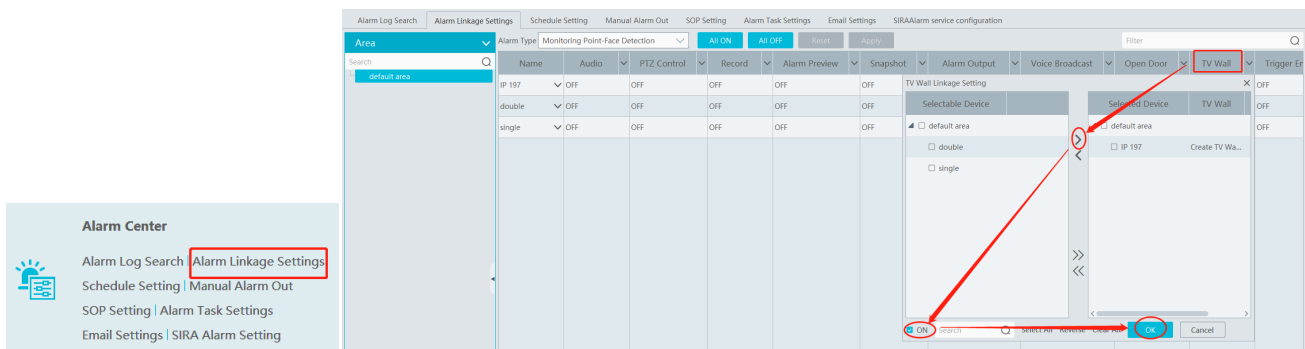 Alarm Center
Alarm Log Search | Alarm Linkage Settings
Schedule Setting | Manual Alarm Out
SOP Setting | Alarm Task Settings
Email Settings | SIRA Alarm Setting
Alarm Log Search Alarm Linkage Settings Schedule Setting Manual Alarm Out SOP Setting Alarm Task Settings Email Settings SIRAAlarm service configuration
Area
Search
default area
Alarm Type Monitoring Point-Face Detection All ON All OFF Reset Apply Filter
Name Audio PTZ Control Record Alarm Preview Snapshot Alarm Output Voice Broadcast Open Door TV Wall Trigger Er
IP 197 OFF OFF OFF OFF OFF OFF
double OFF OFF OFF OFF OFF OFF
single OFF OFF OFF OFF OFF OFF
TV Wall Linkage Setting
Selectable Device
default area
double
single
Selected Device TV Wall
default area
IP 197 Create TV Wa...
ON Search Select All Reverse Clear All OK Cancel